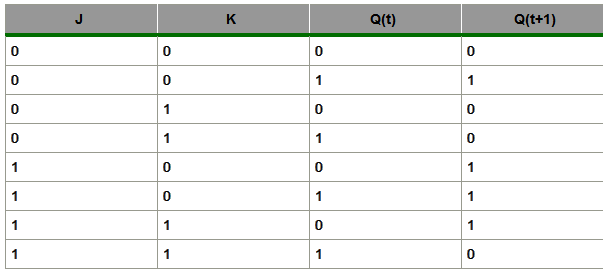 J K Q(t) Q(t+1)
0 0 0 0
0 0 1 1
0 1 0 0
0 1 1 0
1 0 0 1
1 0 1 1
1 1 0 1
1 1 1 0